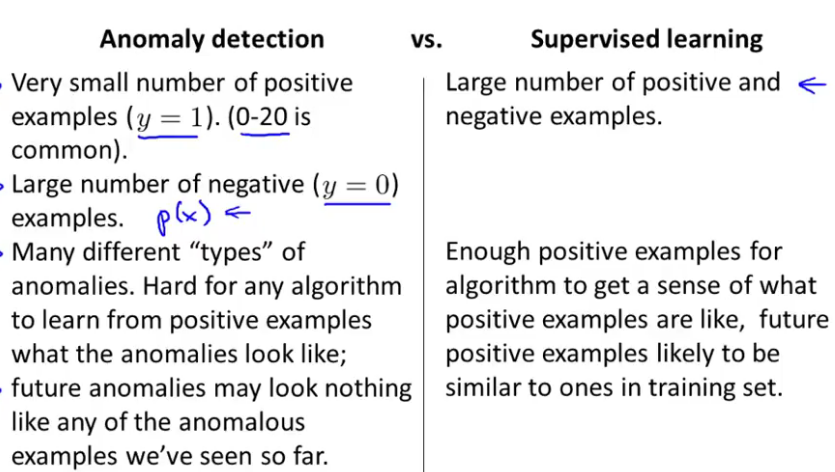 Anomaly detection vs. Supervised learning
Very small number of positive
examples (y = 1). (0-20 is
common).
Large number of negative (y = 0)
examples. p(x) ←
Many different “types” of
anomalies. Hard for any algorithm
to learn from positive examples
what the anomalies look like;
future anomalies may look nothing
like any of the anomalous
examples we’ve seen so far.
Large number of positive and ←
negative examples.
Enough positive examples for
algorithm to get a sense of what
positive examples are like, future
positive examples likely to be
similar to ones in training set.